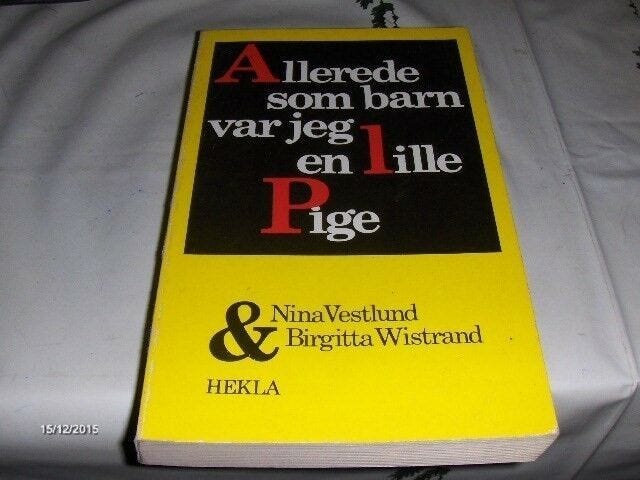 Allerede
som barn
var jeg
en lille
Pige
& Nina Vestlund
Birgitta Wistrand
HEKLA
15/12/2015